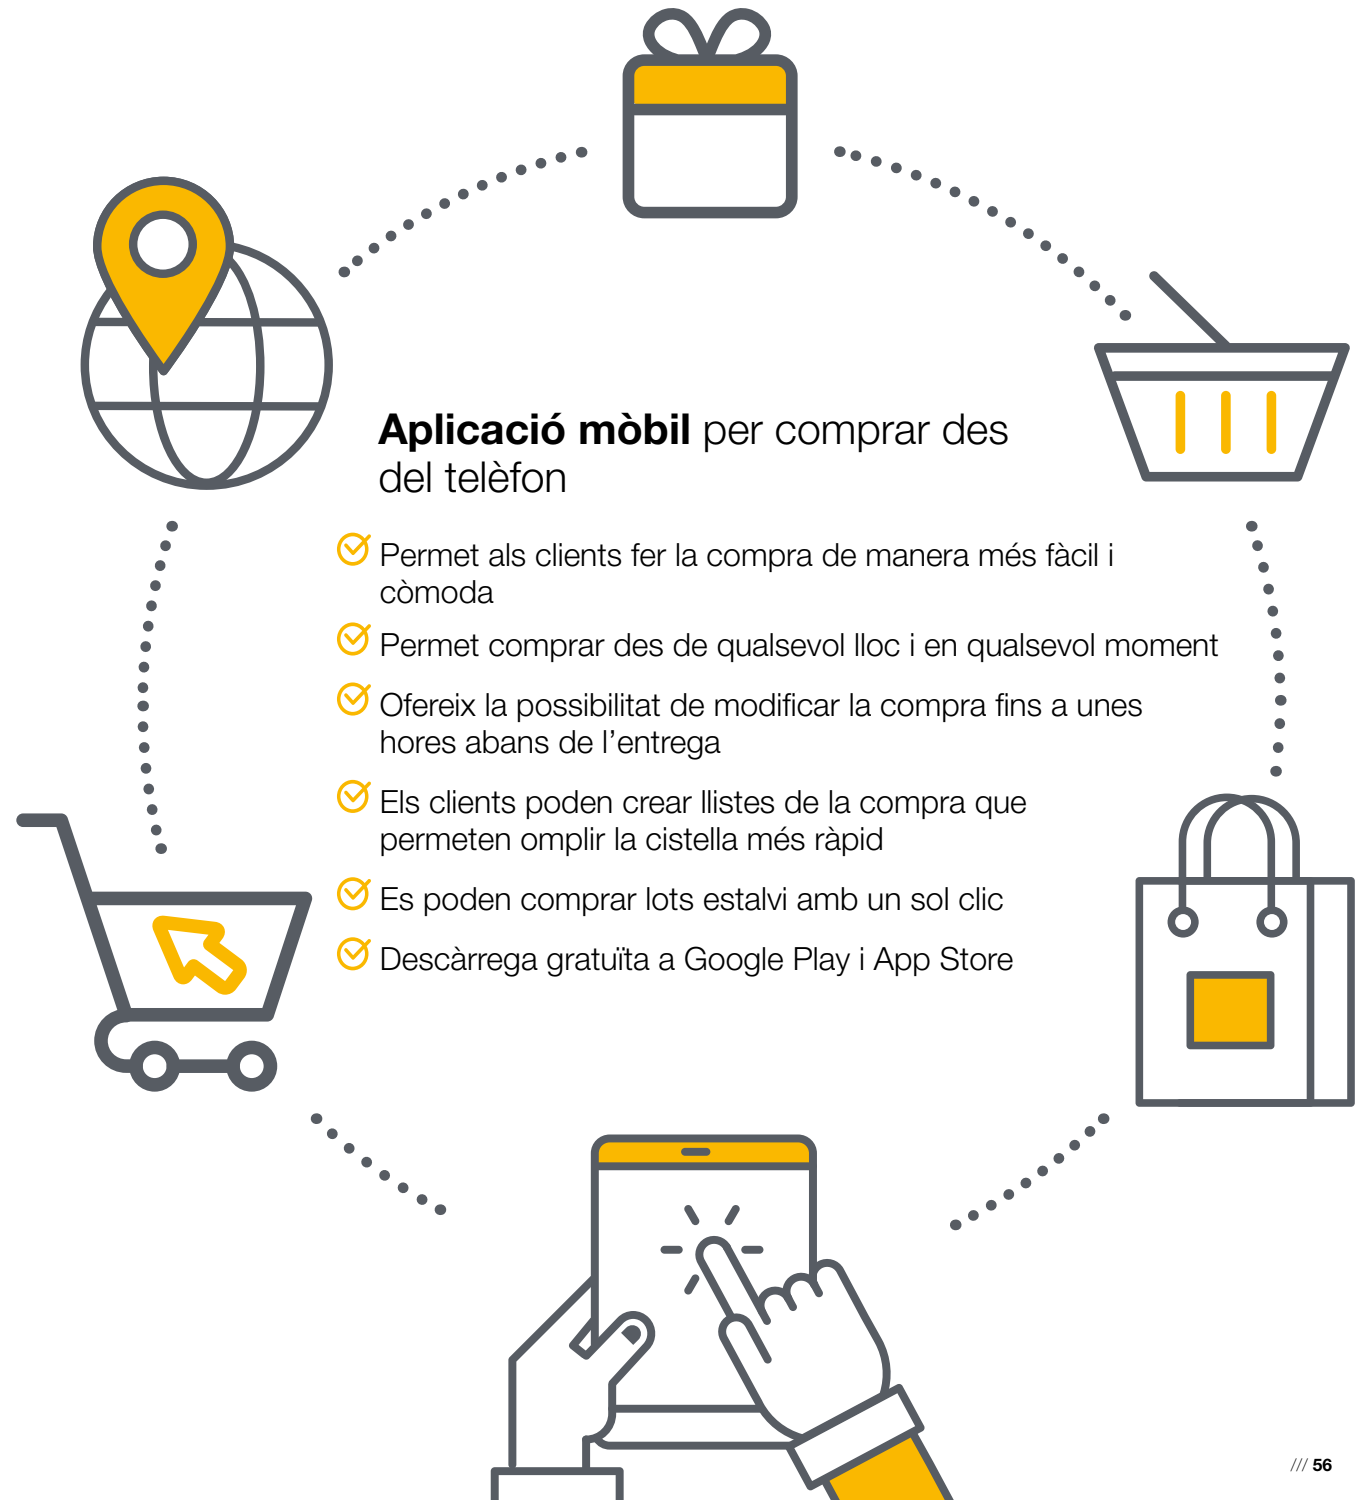 Aplicació mòbil per comprar des
del telèfon
Permet als clients fer la compra de manera més fàcil i
còmoda
Permet comprar des de qualsevol lloc i en qualsevol moment
Ofereix la possibilitat de modificar la compra fins a unes
hores abans de l’entrega
Els clients poden crear llistes de la compra que
permeten omplir la cistella més ràpid
Es poden comprar lots estalvi amb un sol clic
Descàrrega gratuïta a Google Play i App Store
/// 56